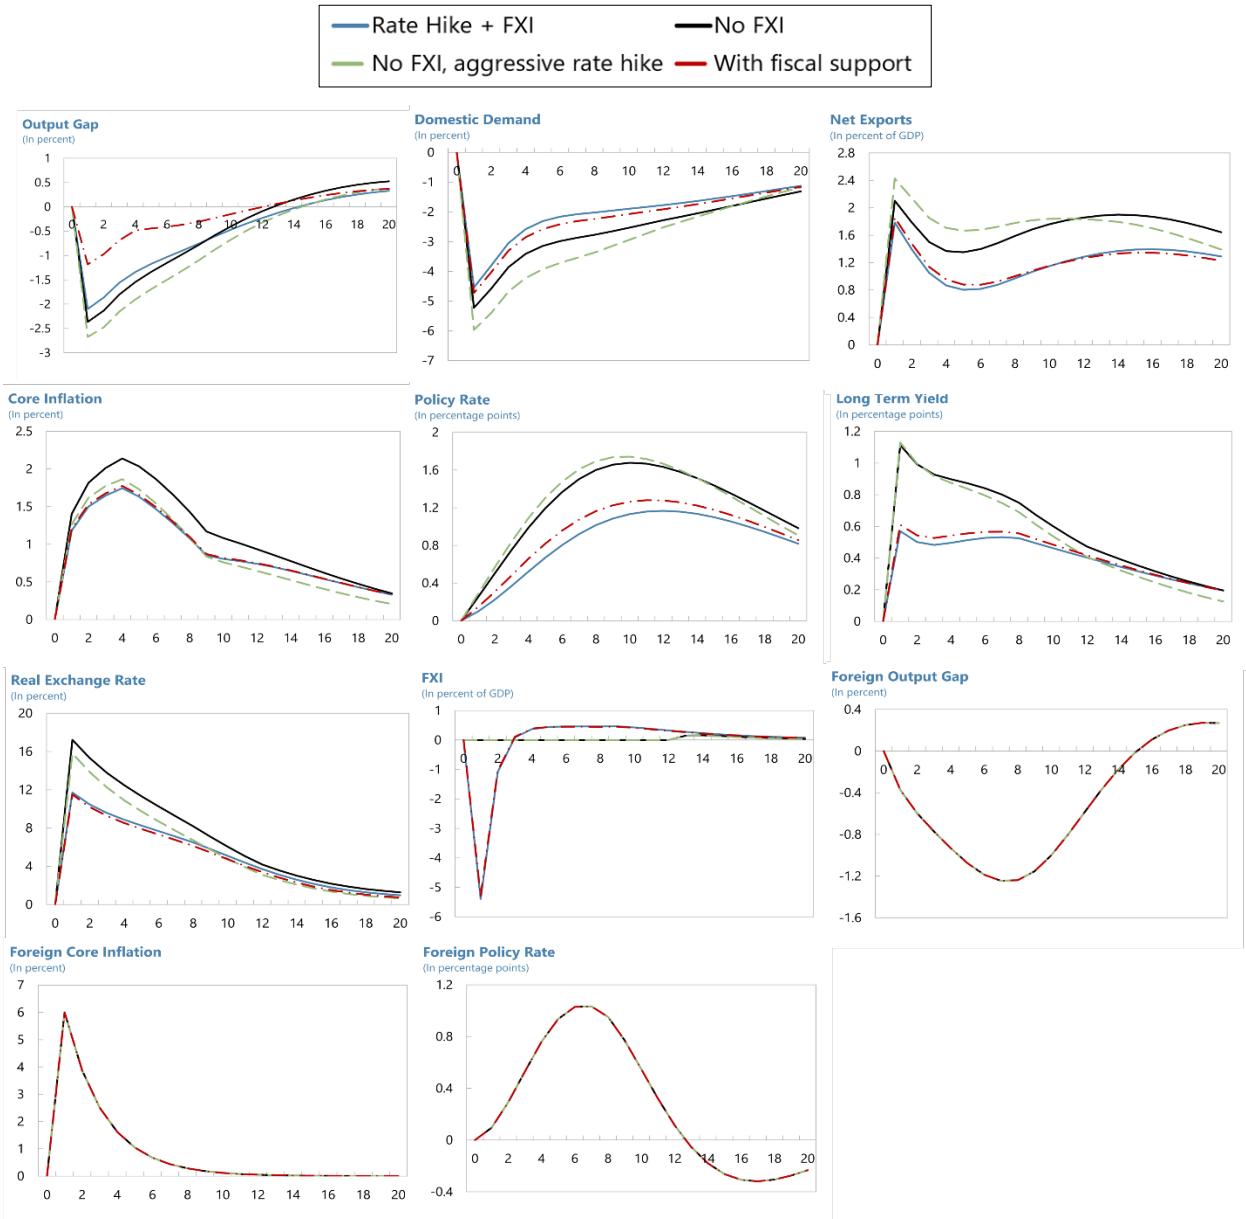 Rate Hike + FXI No FXI
No FXI, aggressive rate hike With fiscal support
Output Gap
(In percent)
1
0.5
0
-0.5
-1
-1.5
-2
-2.5
-3
0 2 4 6 8 10 12 14 16 18 20
Domestic Demand
(In percent)
0
-1
-2
-3
-4
-5
-6
-7
0 2 4 6 8 10 12 14 16 18 20
Net Exports
(In percent of GDP)
2.8
2.4
2
1.6
1.2
0.8
0.4
0
0 2 4 6 8 10 12 14 16 18 20
Core Inflation
(In percent)
2.5
2
1.5
1
0.5
0
0 2 4 6 8 10 12 14 16 18 20
Policy Rate
(In percentage points)
2
1.6
1.2
0.8
0.4
0
0 2 4 6 8 10 12 14 16 18 20
Long Term Yield
(In percentage points)
1.2
1
0.8
0.6
0.4
0.2
0
0 2 4 6 8 10 12 14 16 18 20
Real Exchange Rate
(In percent)
20
16
12
8
4
0
0 2 4 6 8 10 12 14 16 18 20
FXI
(In percent of GDP)
1
0
-1
-2
-3
-4
-5
-6
0 2 4 6 8 10 12 14 16 18 20
Foreign Output Gap
(In percent)
0.4
0
-0.4
-0.8
-1.2
-1.6
0 2 4 6 8 10 12 14 16 18 20
Foreign Core Inflation
(In percent)
7
6
5
4
3
2
1
0
0 2 4 6 8 10 12 14 16 18 20
Foreign Policy Rate
(In percentage points)
1.2
0.8
0.4
0
-0.4
0 2 4 6 8 10 12 14 16 18 20